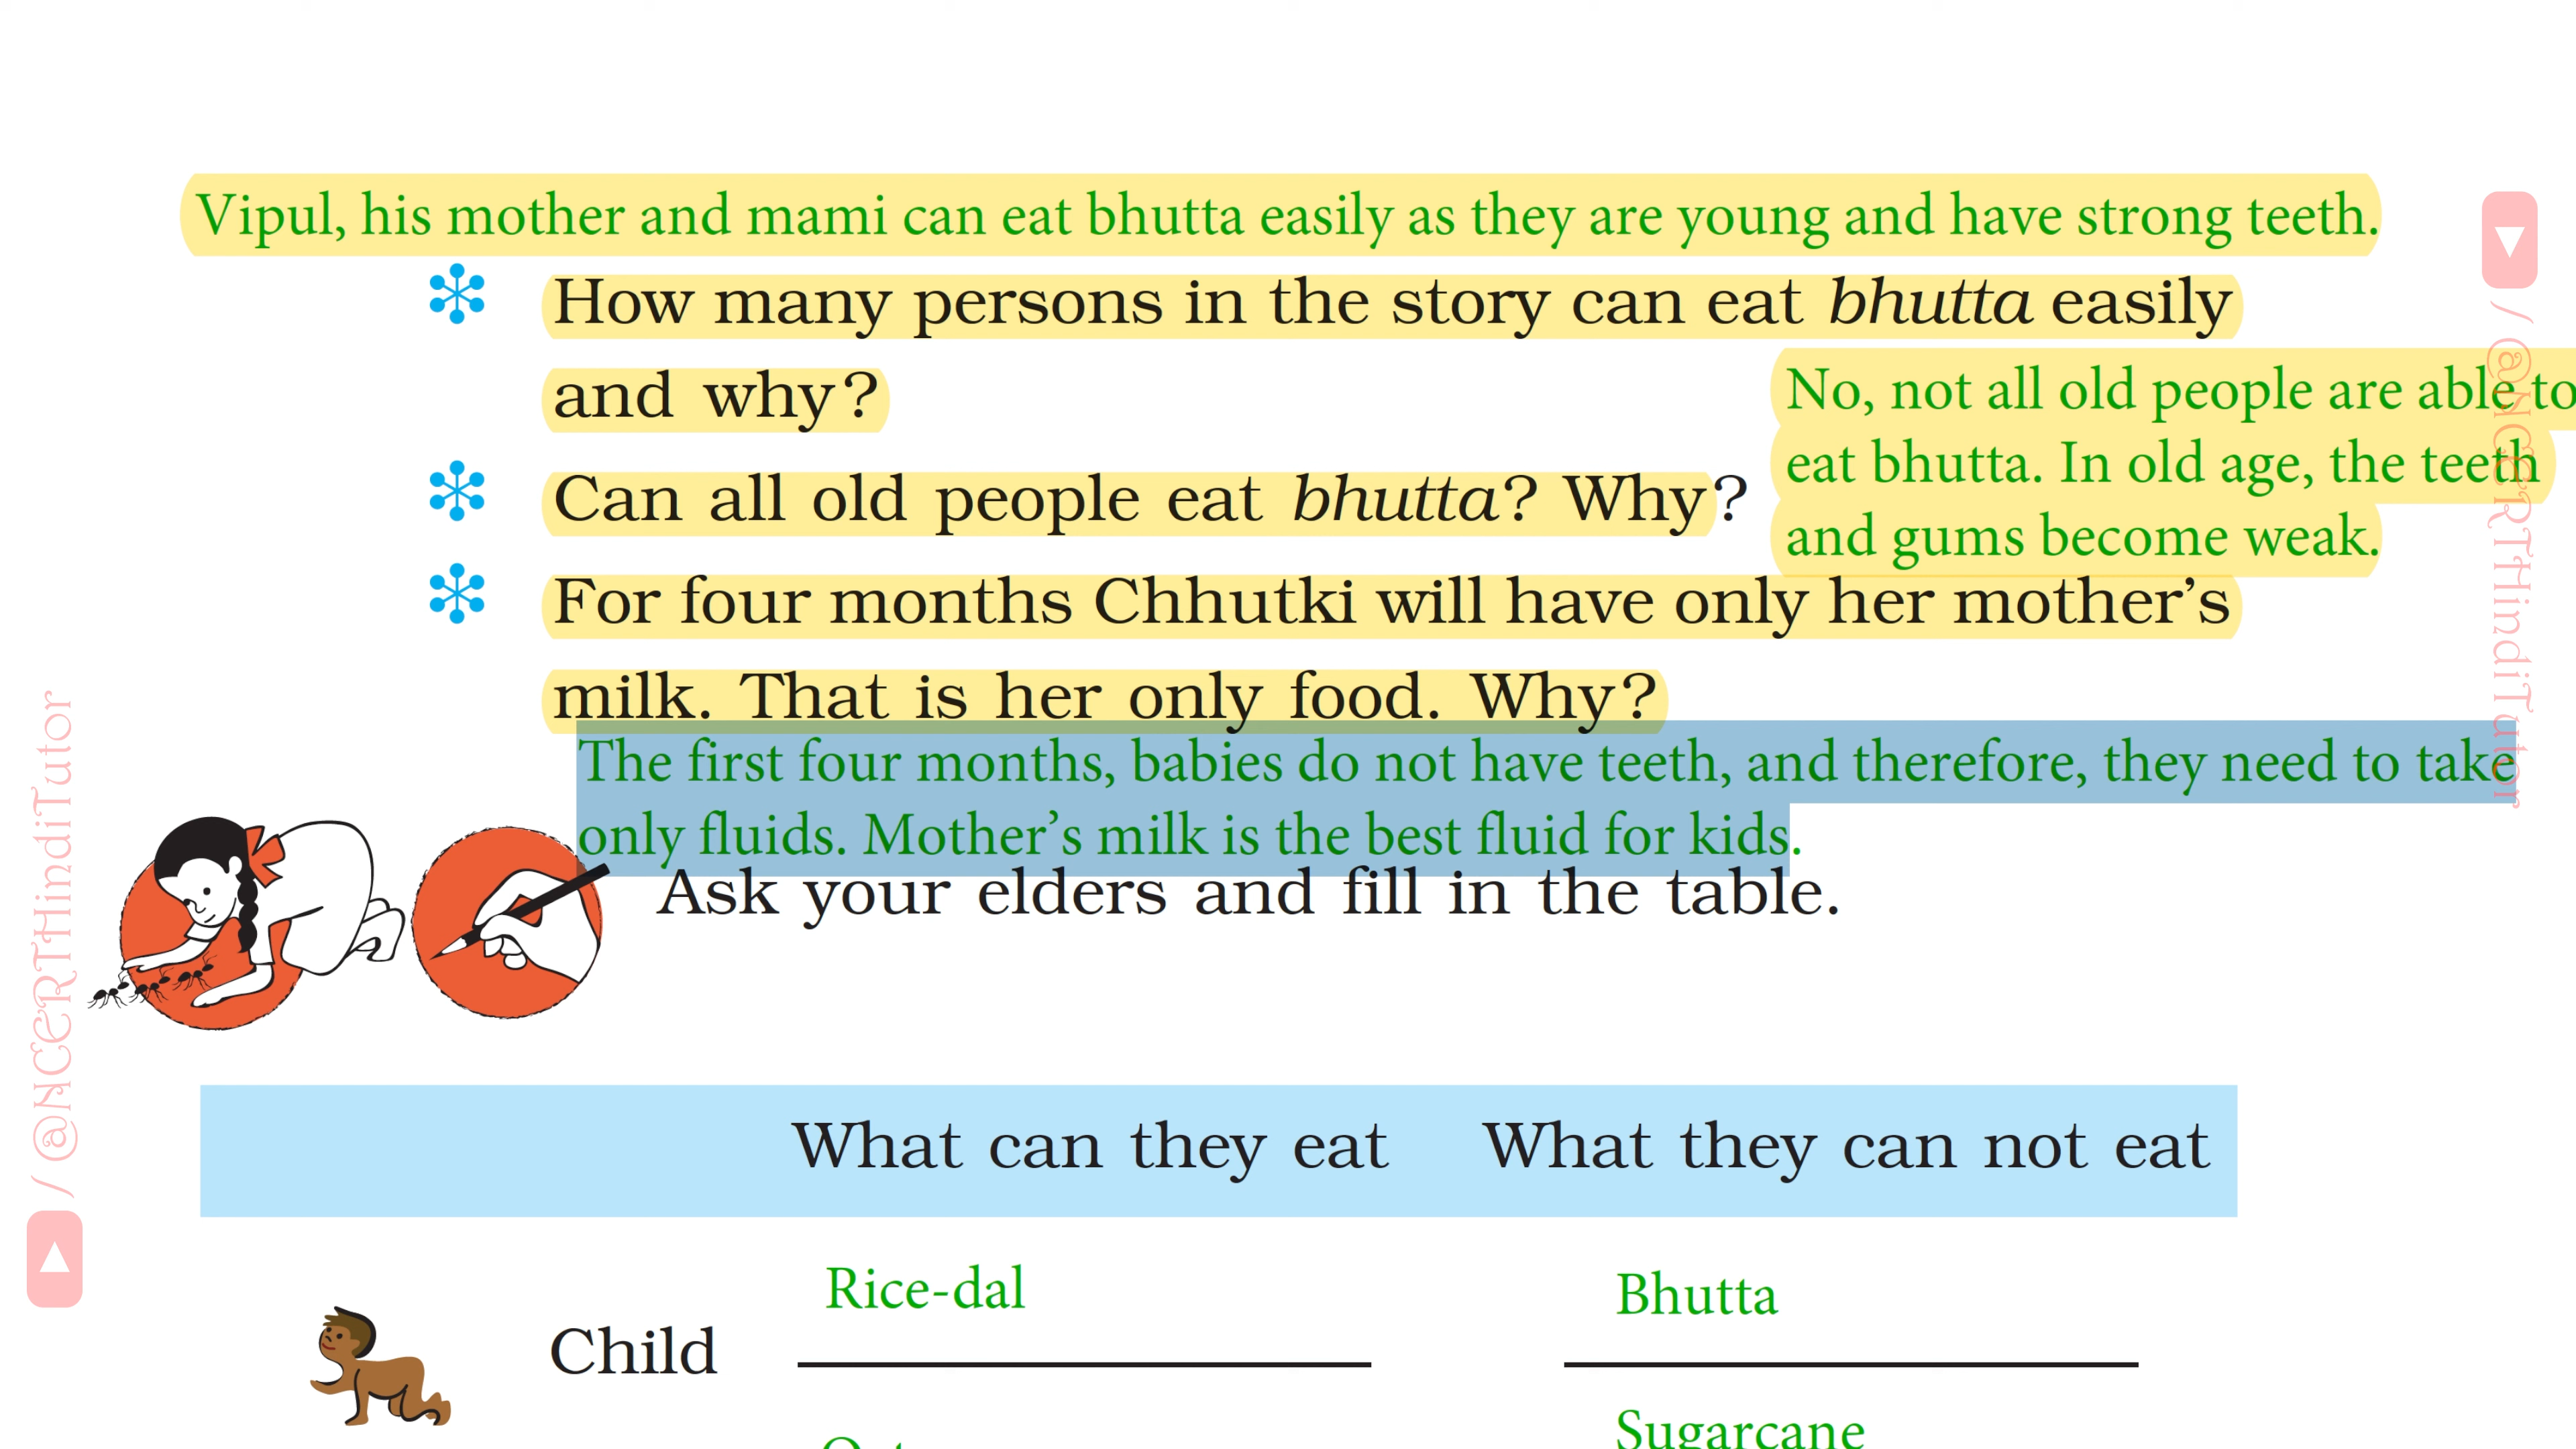 Vipul, his mother and mami can eat bhutta easily as they are young and have strong teeth.
How many persons in the story can eat bhutta easily
and why?
No, not all old people are able to
eat bhutta. In old age, the teeth
and gums become weak.
Can all old people eat bhutta? Why?
For four months Chhutki will have only her mother's
milk. That is her only food. Why?
The first four months, babies do not have teeth, and therefore, they need to take
only fluids. Mother's milk is the best fluid for kids.
Ask your elders and fill in the table.
What can they eat What they can not eat
Rice-dal Bhutta
Child
Sugarcane
/ @NCERTHindiTutor
/ @NCERTHindiTutor